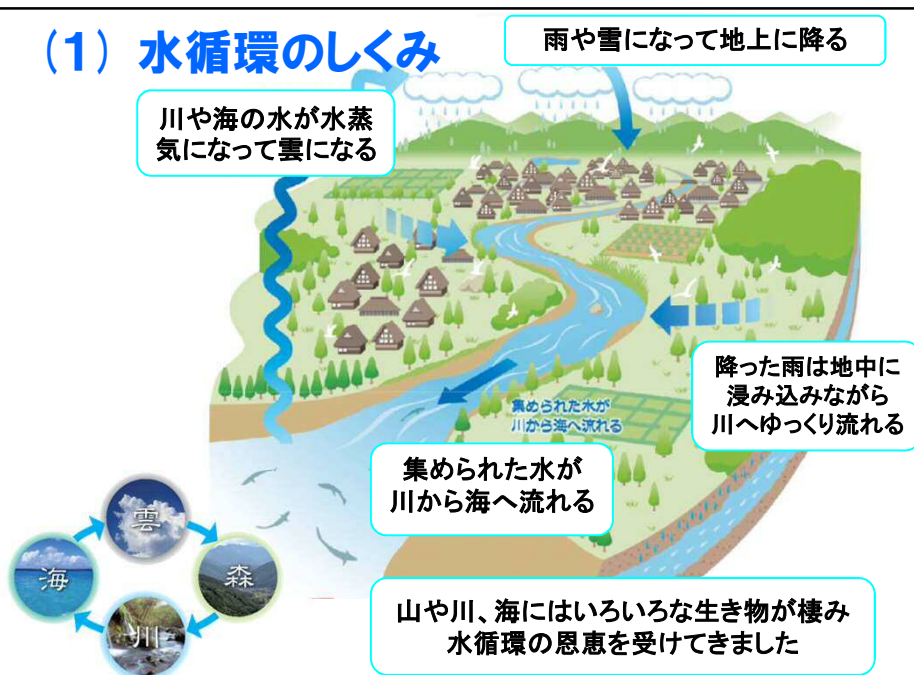 (1) 水循環のしくみ
雨や雪になって地上に降る
川や海の水が水蒸
気になって雲になる
降った雨は地中に
浸み込みながら
川へゆっくり流れる
集められた水が
川から海へ流れる
集められた水が
川から海へ流れる
雲
海
森
川
山や川、海にはいろいろな生き物が棲み
水循環の恩恵を受けてきました